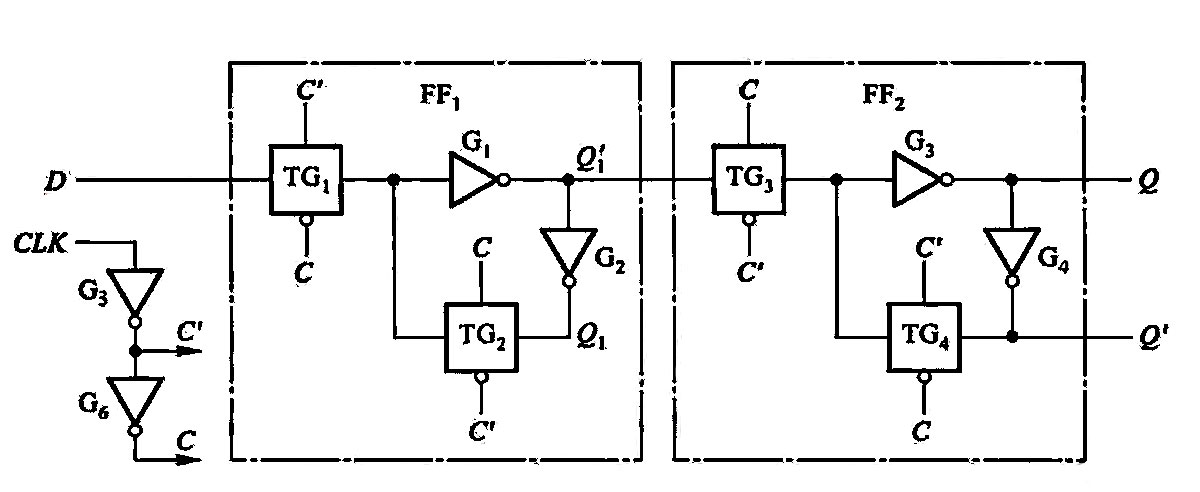 C' FF₁ C FF₂
G₁ G₃
D TG₁ Q₁' TG₃ Q
CLK C C G₂ C' C' G₄
G₃
C' TG₂ Q₁ TG₄ Q'
G₆
C C' C